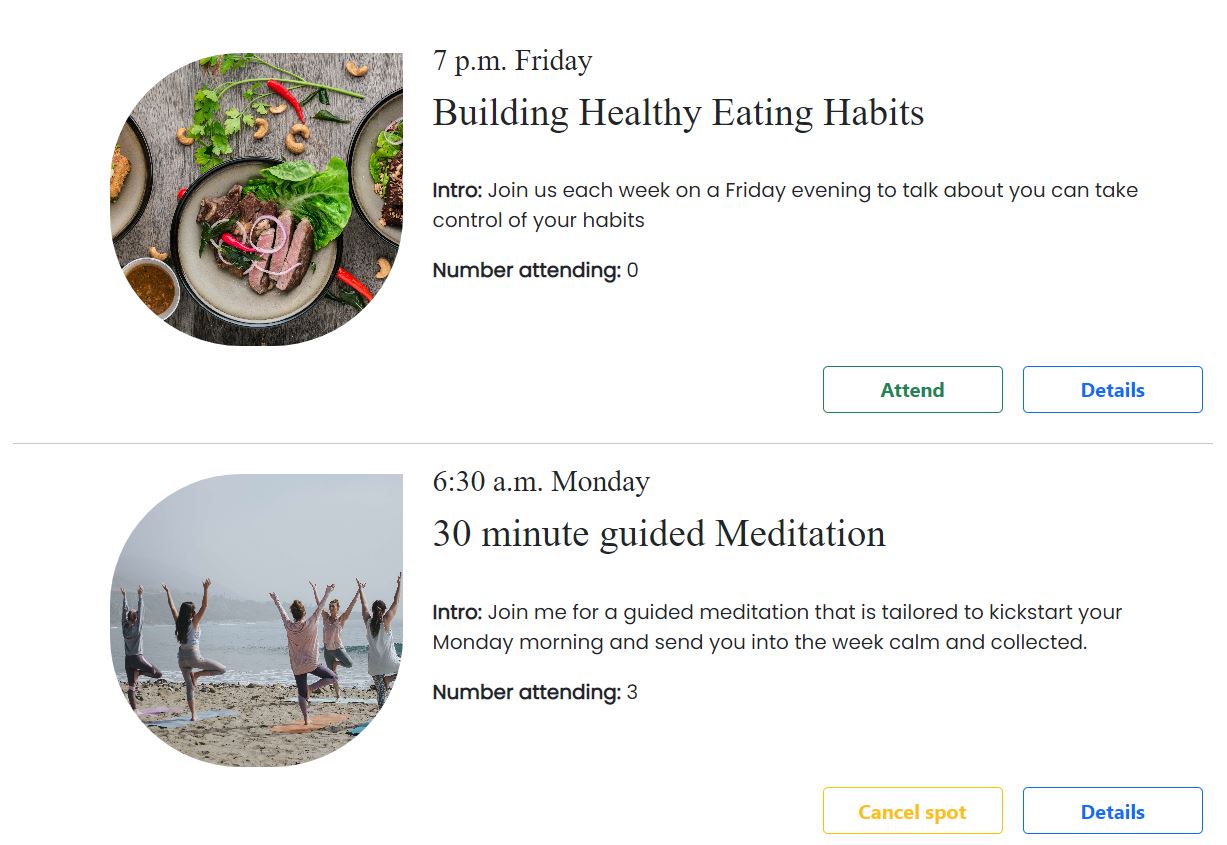 7 p.m. Friday
Building Healthy Eating Habits
Intro: Join us each week on a Friday evening to talk about you can take
control of your habits
Number attending: 0
Attend
Details
6:30 a.m. Monday
30 minute guided Meditation
Intro: Join me for a guided meditation that is tailored to kickstart your
Monday morning and send you into the week calm and collected.
Number attending: 3
Cancel spot
Details